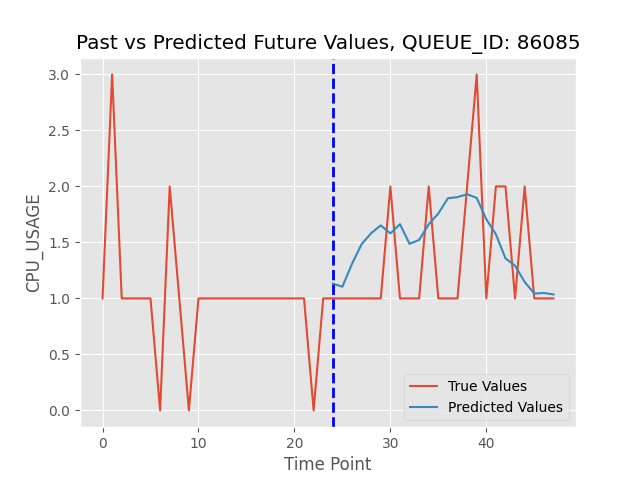 Past vs Predicted Future Values, QUEUE_ID: 86085
CPU_USAGE
3.0
2.5
2.0
1.5
1.0
0.5
0.0
0 10 20 30 40
Time Point
True Values
Predicted Values